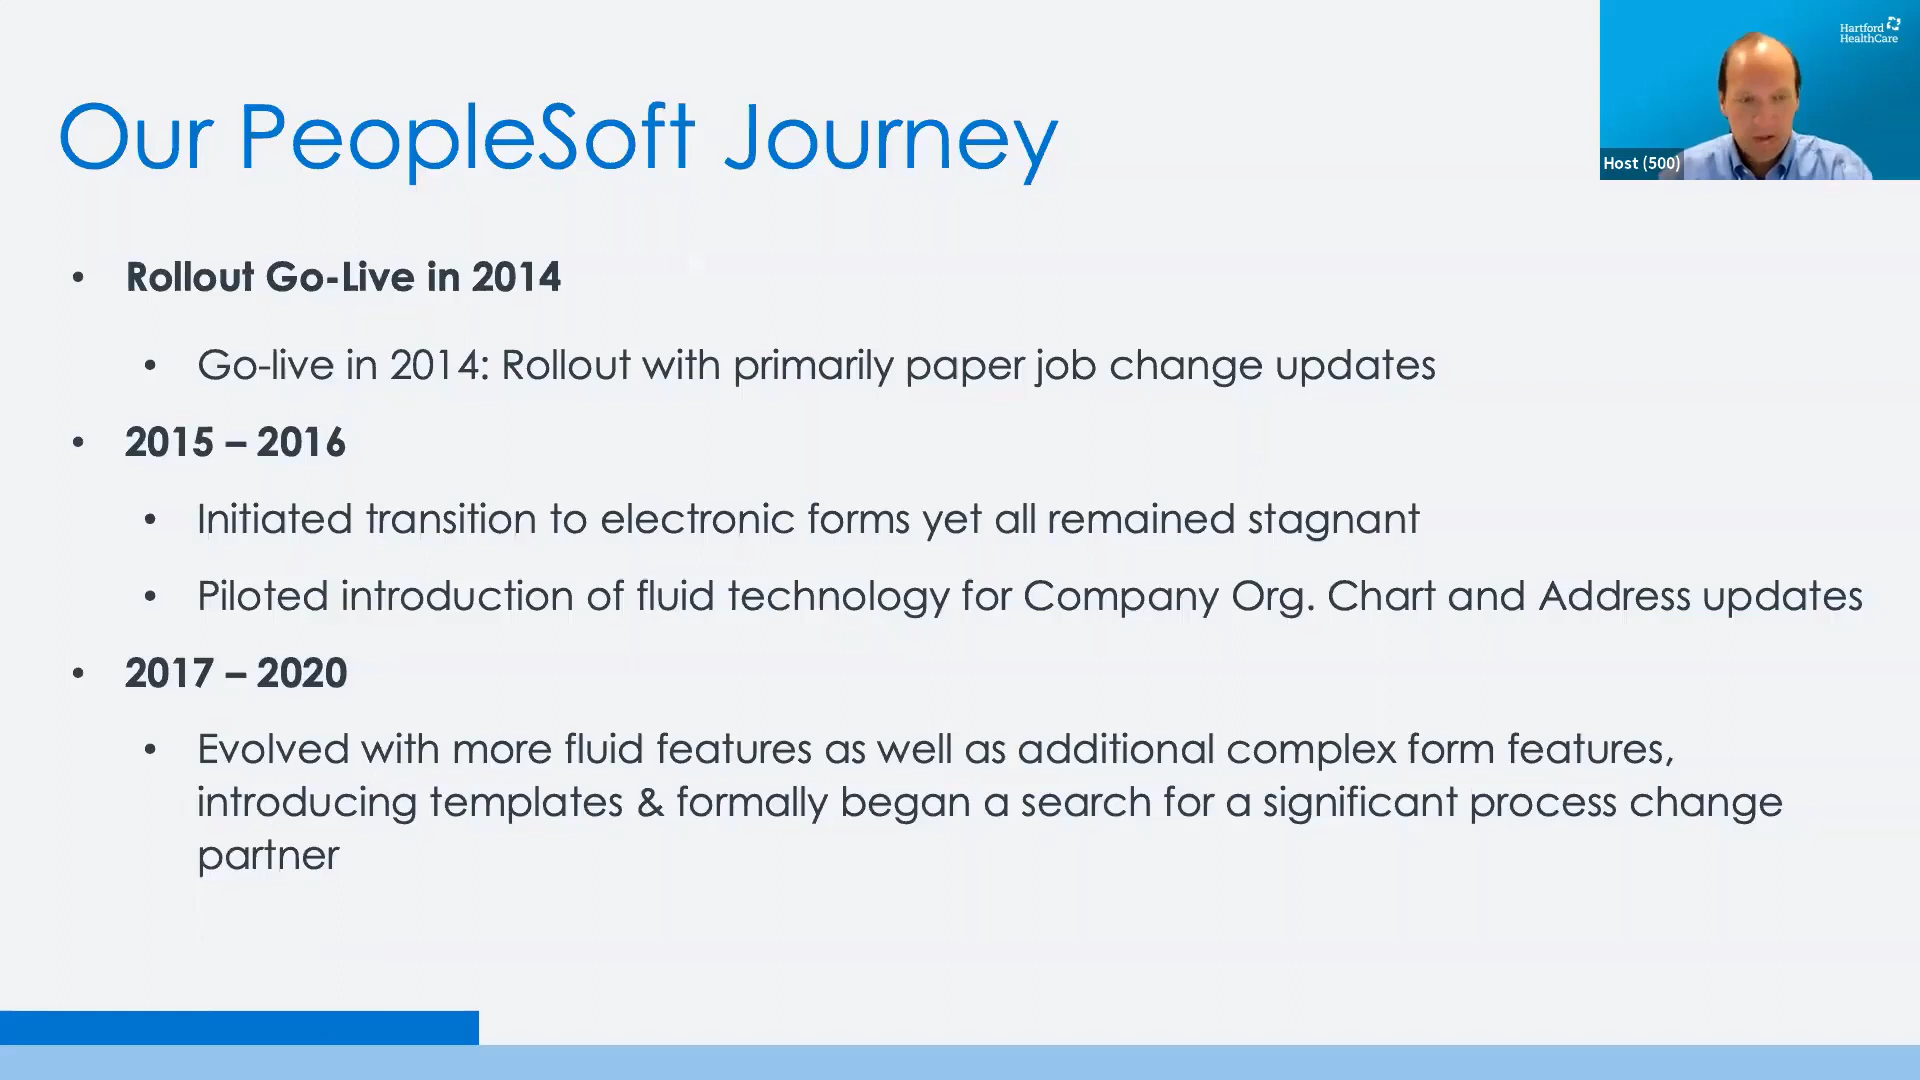 Hartford
HealthCare
Host (500)
Our PeopleSoft Journey
• Rollout Go-Live in 2014
• Go-live in 2014: Rollout with primarily paper job change updates
• 2015 – 2016
• Initiated transition to electronic forms yet all remained stagnant
• Piloted introduction of fluid technology for Company Org. Chart and Address updates
• 2017 – 2020
• Evolved with more fluid features as well as additional complex form features,
introducing templates & formally began a search for a significant process change
partner